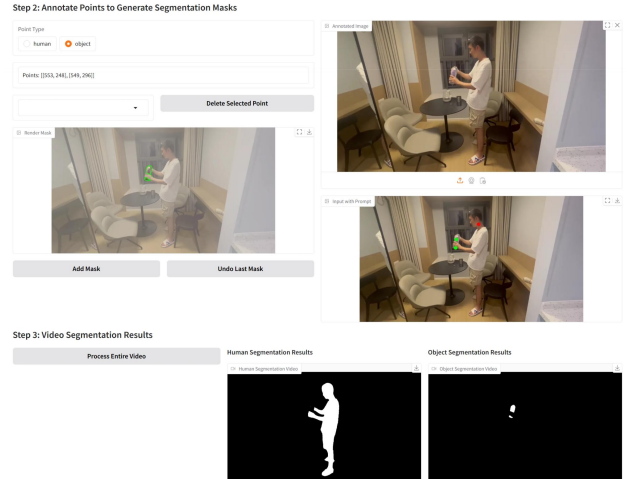 Step 2: Annotate Points to Generate Segmentation Masks
Point Type
human
object
Points: [[553, 248], [549, 296]]
Delete Selected Point
Render Mask
Add Mask
Undo Last Mask
Annotated Image
Input with Prompt
Step 3: Video Segmentation Results
Process Entire Video
Human Segmentation Results
Human Segmentation Video
Object Segmentation Results
Object Segmentation Video